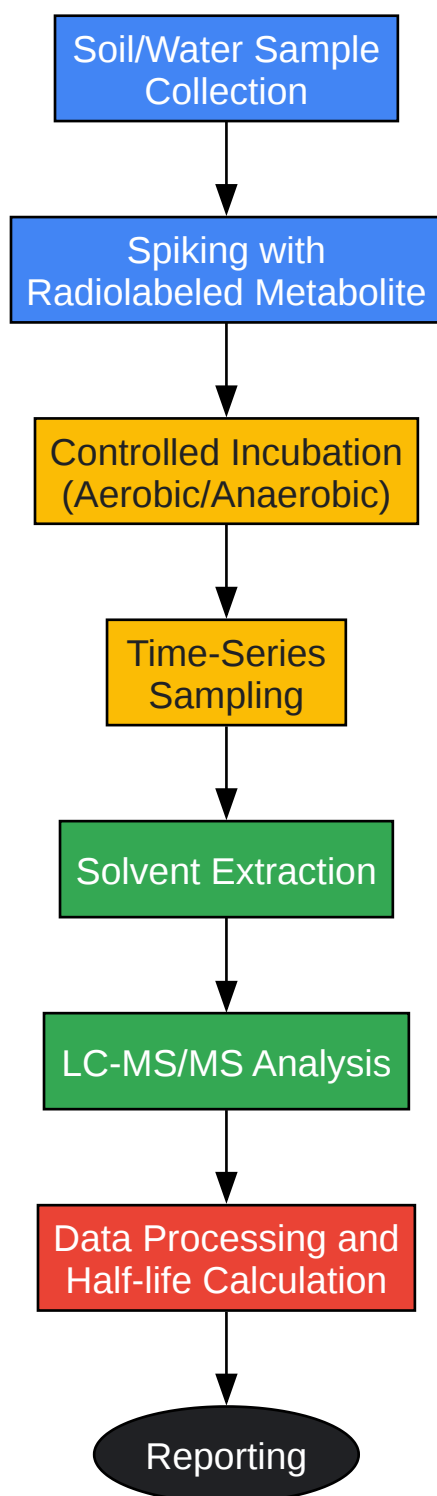 Soil/Water Sample
Collection
Spiking with
Radiolabeled Metabolite
Controlled Incubation
(Aerobic/Anaerobic)
Time-Series
Sampling
Solvent Extraction
LC-MS/MS Analysis
Data Processing and
Half-life Calculation
Reporting